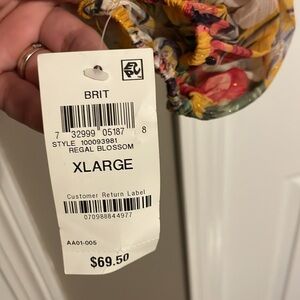 BRIT
7 32999 05187 8
STYLE 100093981
REGAL BLOSSOM
XLARGE
Customer Return Label
070988844977
AA01-005
$69.50